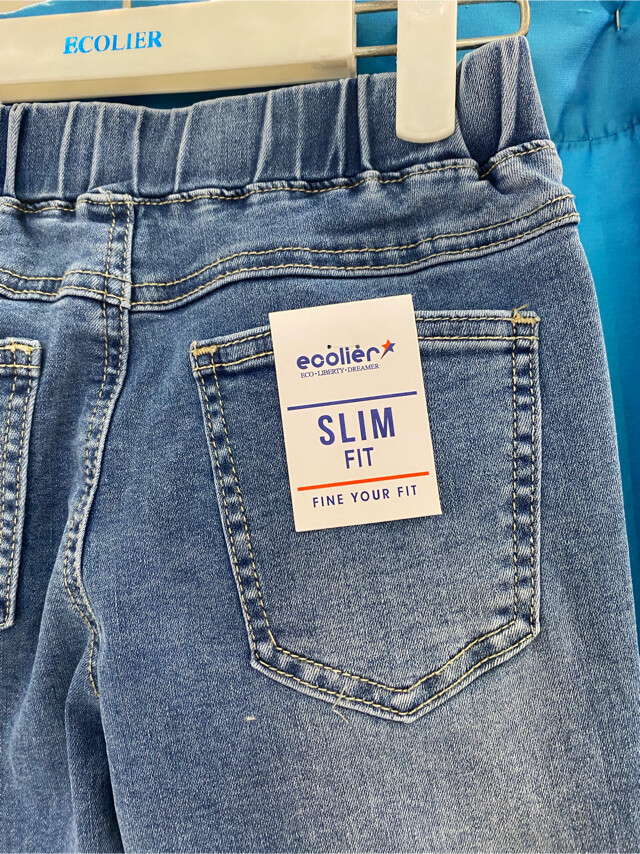 ECOLIER
ecolier
ECO • LIBERTY • DREAMER
SLIM
FIT
FINE YOUR FIT